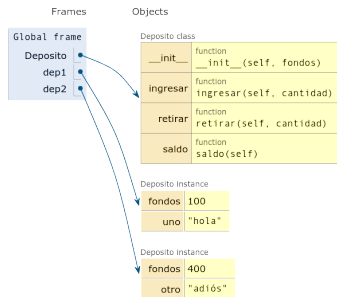 Frames Objects
Global frame
Deposito
dep1
dep2
Deposito class
__init__ function
__init__(self, fondos)
ingresar function
ingresar(self, cantidad)
retirar function
retirar(self, cantidad)
saldo function
saldo(self)
Deposito instance
fondos 100
uno "hola"
Deposito instance
fondos 400
otro "adiós"